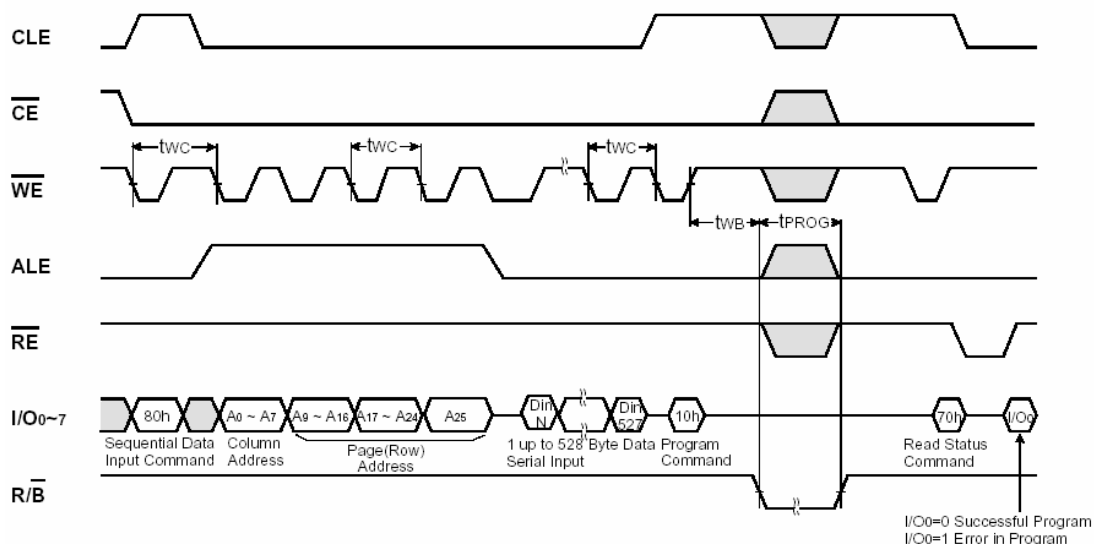 CLE
CE
tWC tWC tWC
WE
tWB tPROG
ALE
RE
I/O0~7
80h A0 ~ A7 A9 ~ A16 A17 ~ A24 A25 Din N Din 527 10h 70h I/O0
Sequential Data Input Command
Column Address
Page(Row) Address
1 up to 528 Byte Data Serial Input
Program Command
Read Status Command
R/B
I/O0=0 Successful Program
I/O0=1 Error in Program